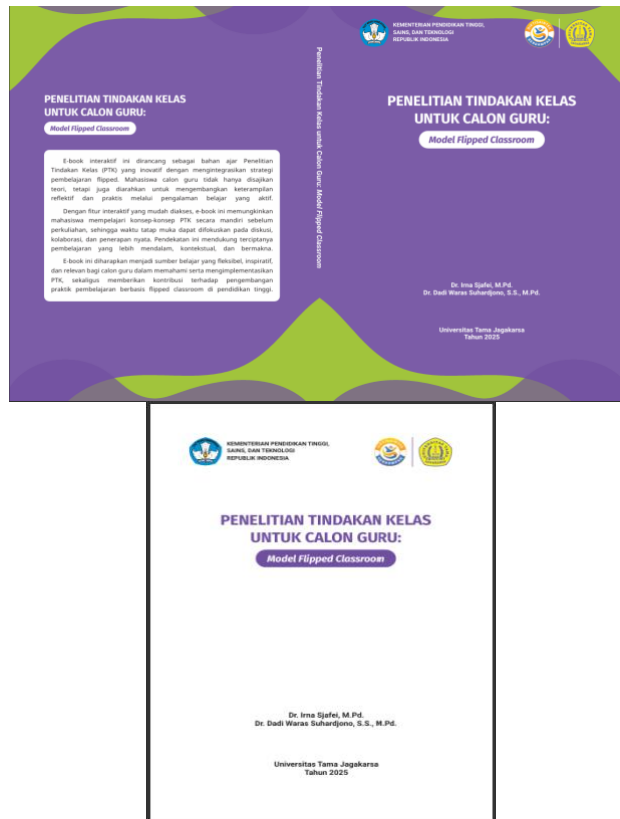 PENELITIAN TINDAKAN KELAS
UNTUK CALON GURU:
Model Flipped Classroom
E-book interaktif ini dirancang sebagai bahan ajar Penelitian
Tindakan Kelas (PTK) yang inovatif dengan mengintegrasikan strategi
pembelajaran flipped. Mahasiswa calon guru tidak hanya disajikan
teori, tetapi juga diarahkan untuk mengembangkan keterampilan
reflektif dan praktis melalui pengalaman belajar yang aktif.
Dengan fitur interaktif yang mudah diakses, e-book ini memungkinkan
mahasiswa mempelajari konsep-konsep PTK secara mandiri sebelum
perkuliahan, sehingga waktu tatap muka dapat difokuskan pada diskusi,
kolaborasi, dan penerapan nyata. Pendekatan ini mendukung terciptanya
pembelajaran yang lebih mendalam, kontekstual, dan bermakna.
E-book ini diharapkan menjadi sumber belajar yang fleksibel, inspiratif,
dan relevan bagi calon guru dalam memahami serta mengimplementasikan
PTK, sekaligus memberikan kontribusi terhadap pengembangan
praktik pembelajaran berbasis flipped classroom di pendidikan tinggi.
Penelitian Tindakan Kelas untuk Calon Guru: Model Flipped Classroom
KEMENTERIAN PENDIDIKAN TINGGI,
SAINS, DAN TEKNOLOGI
REPUBLIK INDONESIA
PENELITIAN TINDAKAN KELAS
UNTUK CALON GURU:
Model Flipped Classroom
Dr. Irna Sjafei, M.Pd.
Dr. Dadi Waras Suhardjono, S.S., M.Pd.
Universitas Tama Jagakarsa
Tahun 2025
KEMENTERIAN PENDIDIKAN TINGGI,
SAINS, DAN TEKNOLOGI
REPUBLIK INDONESIA
PENELITIAN TINDAKAN KELAS
UNTUK CALON GURU:
Model Flipped Classroom
Dr. Irna Sjafei, M.Pd.
Dr. Dadi Waras Suhardjono, S.S., M.Pd.
Universitas Tama Jagakarsa
Tahun 2025